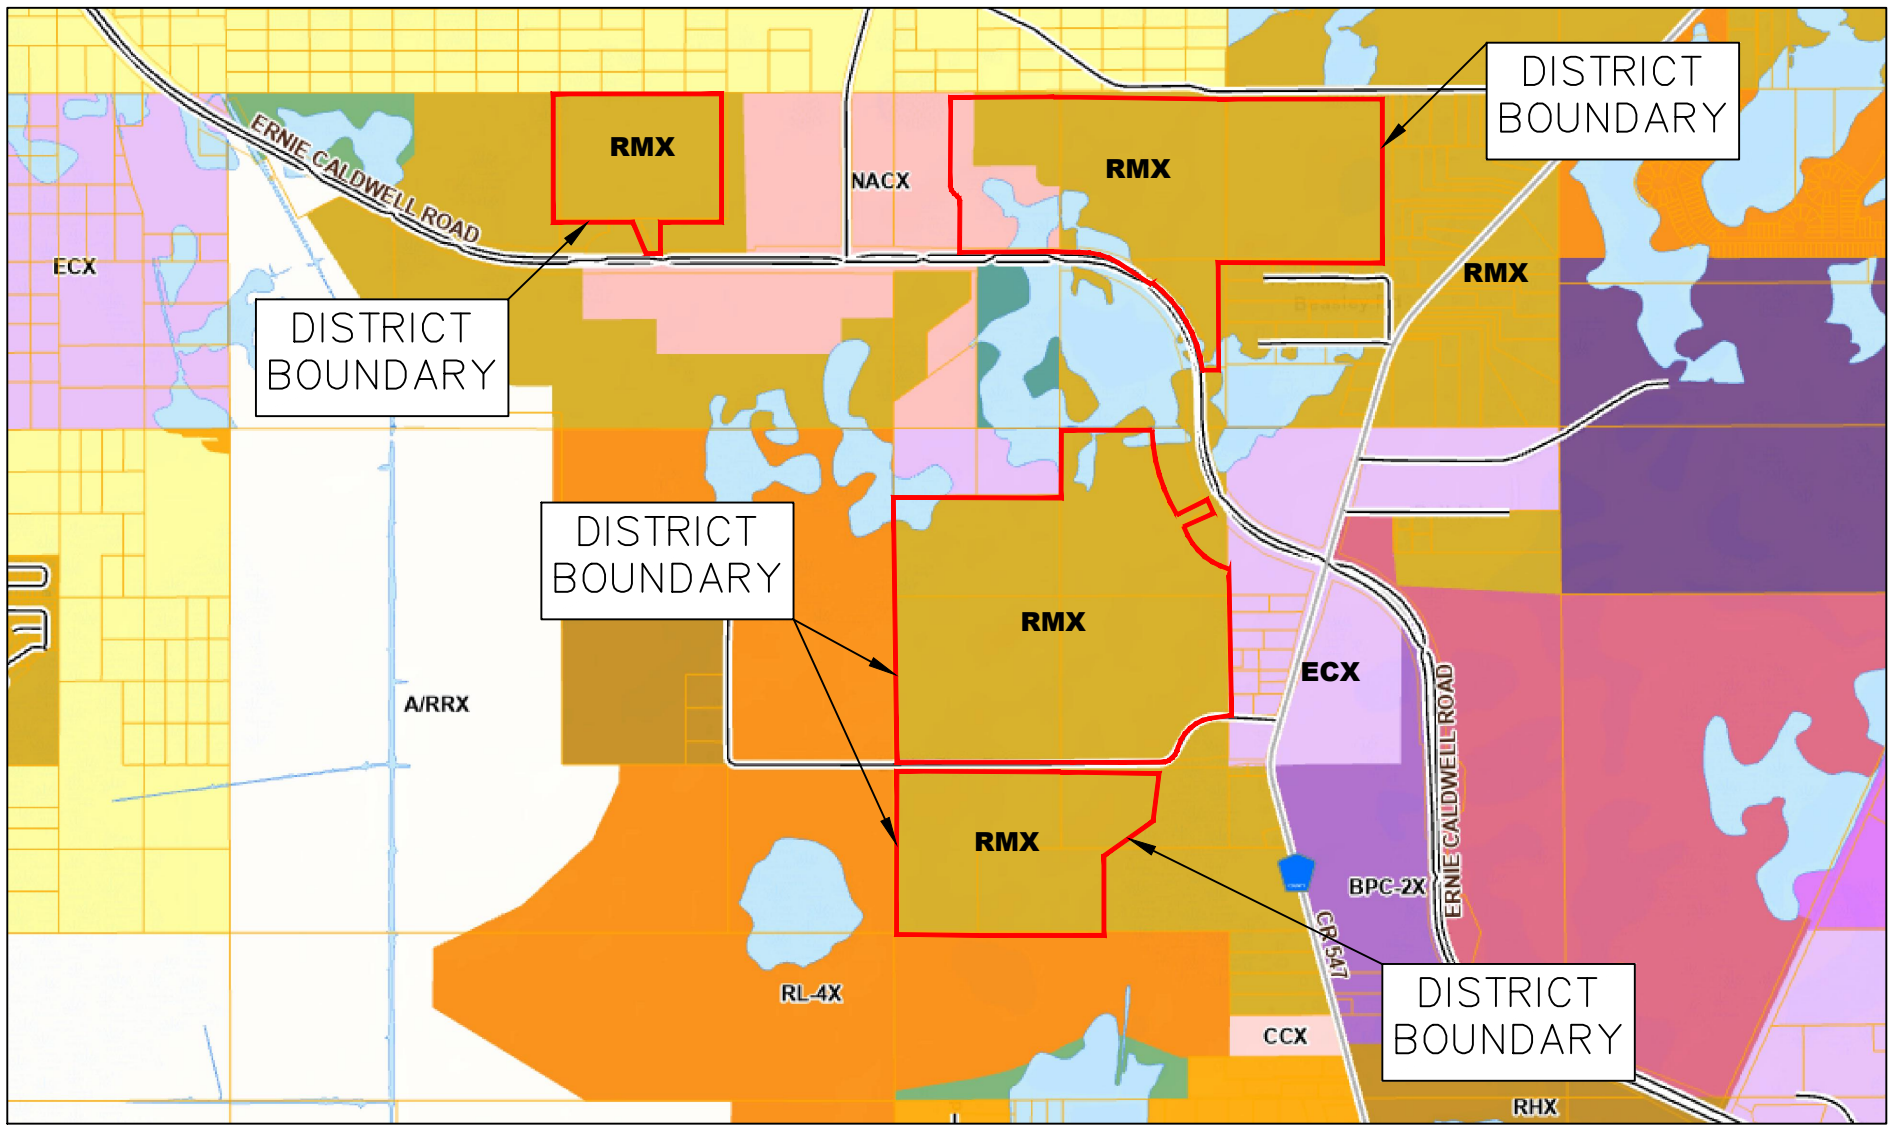 DISTRICT
BOUNDARY
ERNIE CALDWELL ROAD
RMX
RMX
NACX
ECX
RMX
DISTRICT
BOUNDARY
DISTRICT
BOUNDARY
RMX
ECX
A/RRX
ERNIE CALDWELL ROAD
RMX
BPC-2X
CR 547
RL-4X
DISTRICT
BOUNDARY
CCX
RHX